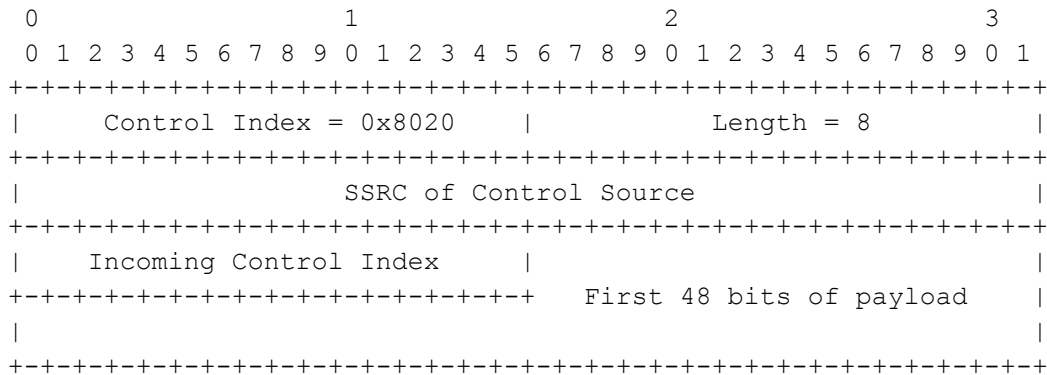 0                   1                   2                   3
 0 1 2 3 4 5 6 7 8 9 0 1 2 3 4 5 6 7 8 9 0 1 2 3 4 5 6 7 8 9 0 1
+-+-+-+-+-+-+-+-+-+-+-+-+-+-+-+-+-+-+-+-+-+-+-+-+-+-+-+-+-+-+-+-+
|     Control Index = 0x8020    |           Length = 8          |
+-+-+-+-+-+-+-+-+-+-+-+-+-+-+-+-+-+-+-+-+-+-+-+-+-+-+-+-+-+-+-+-+
|                    SSRC of Control Source                     |
+-+-+-+-+-+-+-+-+-+-+-+-+-+-+-+-+-+-+-+-+-+-+-+-+-+-+-+-+-+-+-+-+
|    Incoming Control Index     |                               |
+-+-+-+-+-+-+-+-+-+-+-+-+-+-+-+-+   First 48 bits of payload    |
|                                                               |
+-+-+-+-+-+-+-+-+-+-+-+-+-+-+-+-+-+-+-+-+-+-+-+-+-+-+-+-+-+-+-+-+